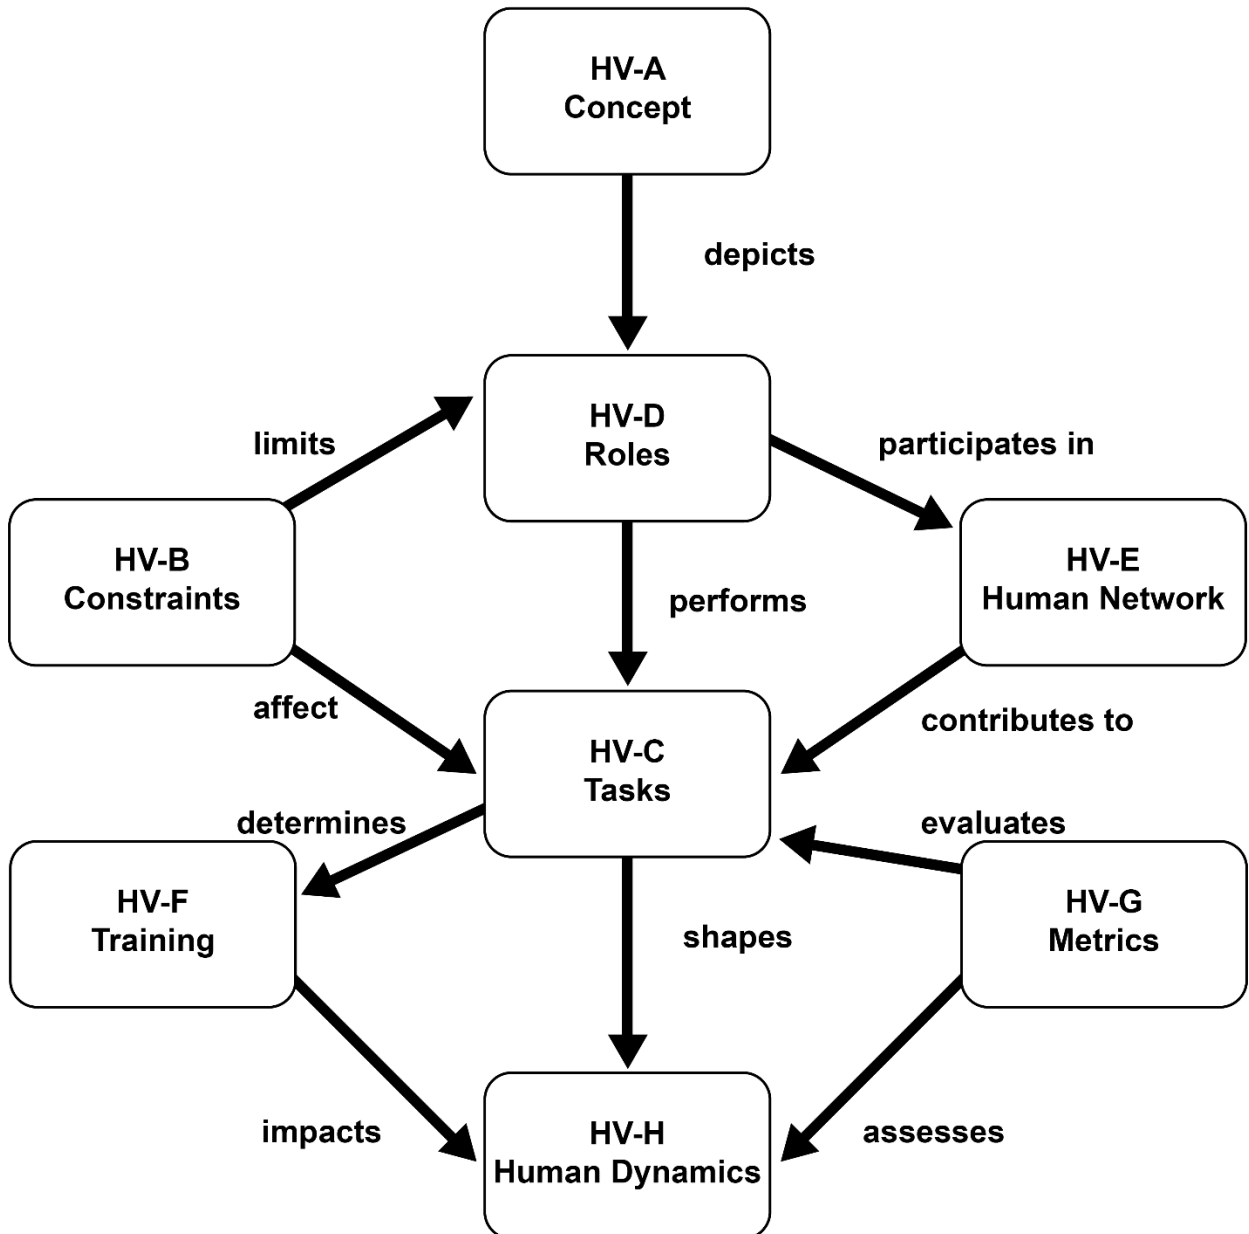 HV-A
Concept
depicts
HV-D
Roles
limits
participates in
HV-B
Constraints
HV-E
Human Network
performs
affect
contributes to
HV-C
Tasks
determines
evaluates
HV-F
Training
HV-G
Metrics
shapes
impacts
HV-H
Human Dynamics
assesses